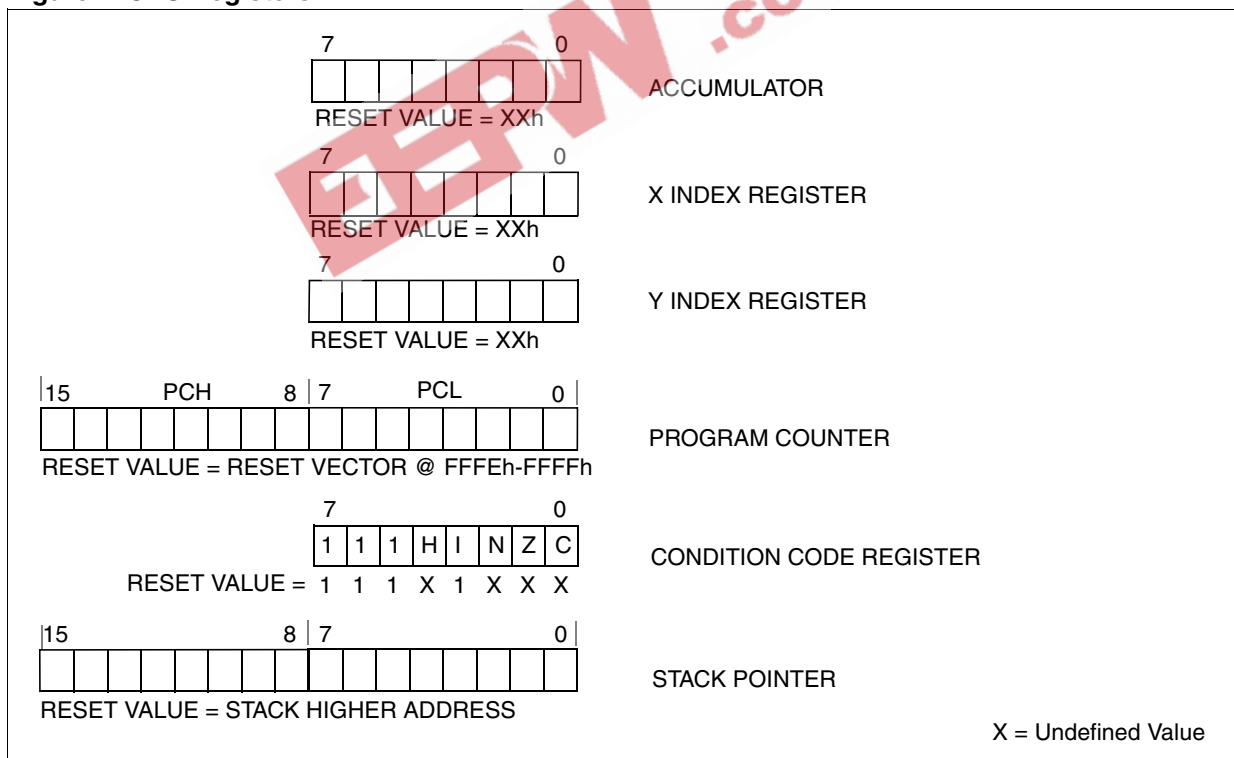 7 0
ACCUMULATOR
RESET VALUE = XXh
7 0
X INDEX REGISTER
RESET VALUE = XXh
7 0
Y INDEX REGISTER
RESET VALUE = XXh
15 PCH 8 7 PCL 0
PROGRAM COUNTER
RESET VALUE = RESET VECTOR @ FFFEh-FFFFh
7 0
1 1 1 H I N Z C
CONDITION CODE REGISTER
RESET VALUE = 1 1 1 X 1 X X X
15 8 7 0
STACK POINTER
RESET VALUE = STACK HIGHER ADDRESS
X = Undefined Value
EEPW .co